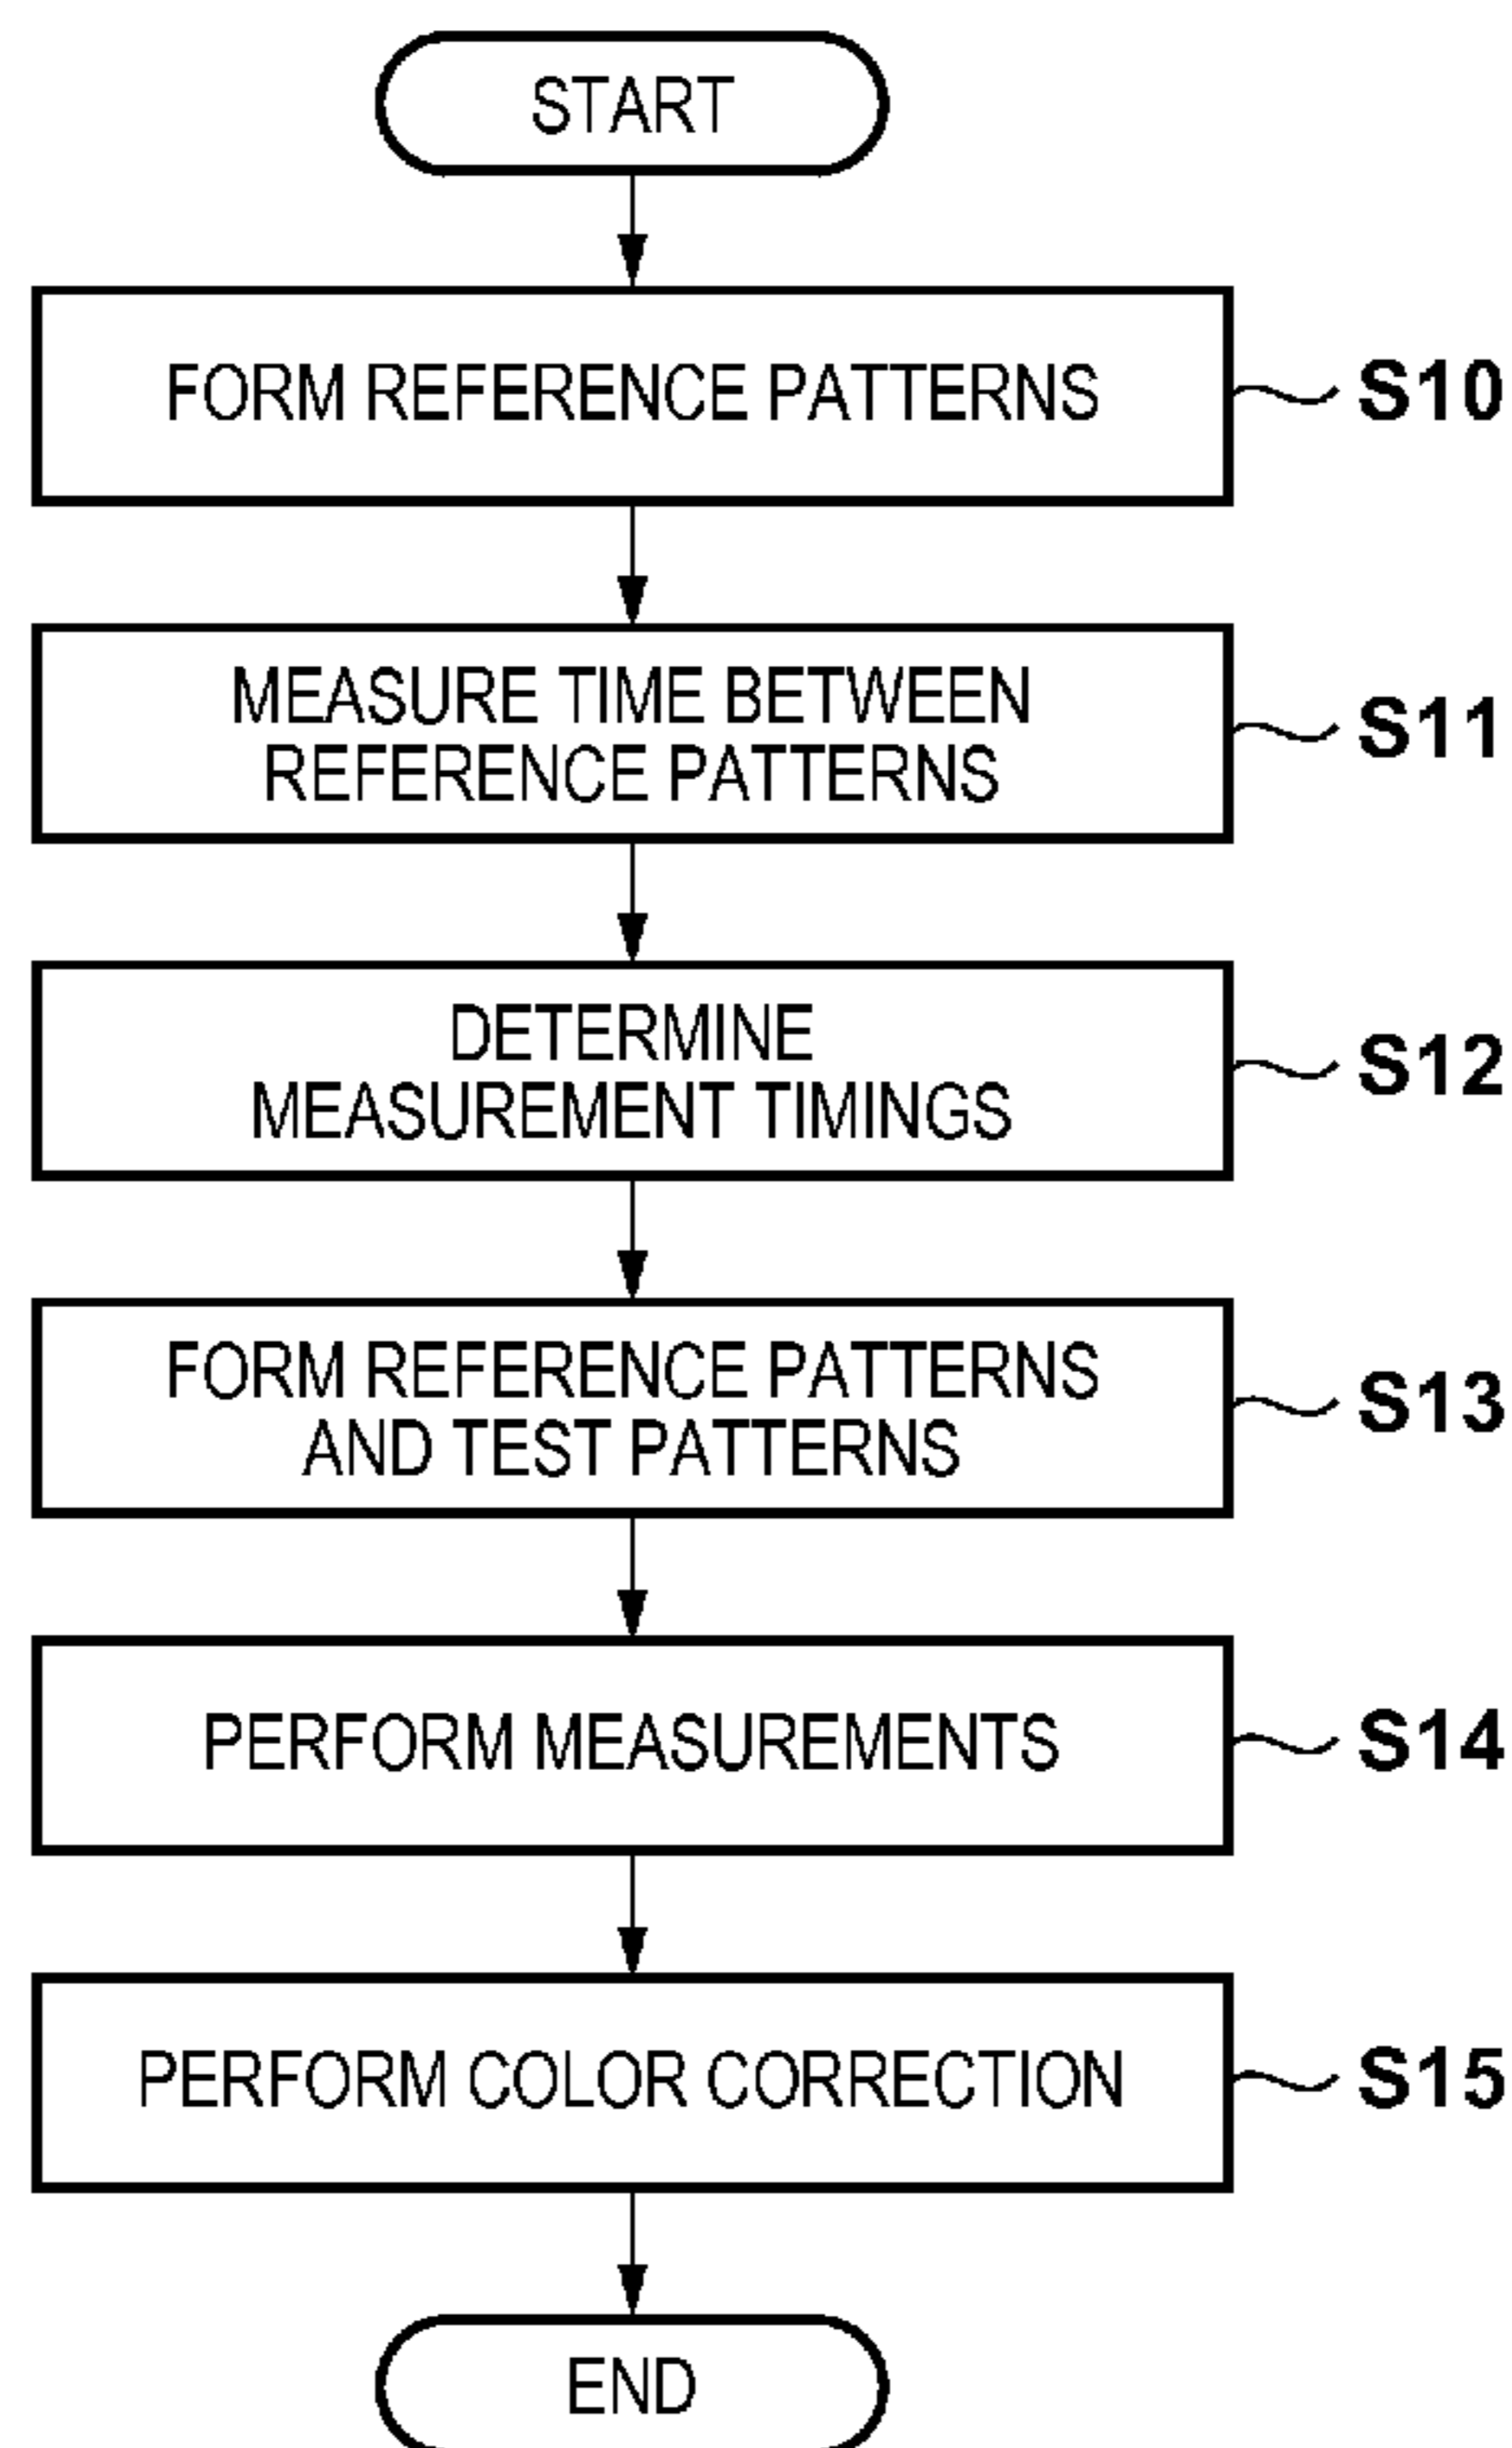 START
FORM REFERENCE PATTERNS
S10
MEASURE TIME BETWEEN
REFERENCE PATTERNS
S11
DETERMINE
MEASUREMENT TIMINGS
S12
FORM REFERENCE PATTERNS
AND TEST PATTERNS
S13
PERFORM MEASUREMENTS
S14
PERFORM COLOR CORRECTION
S15
END